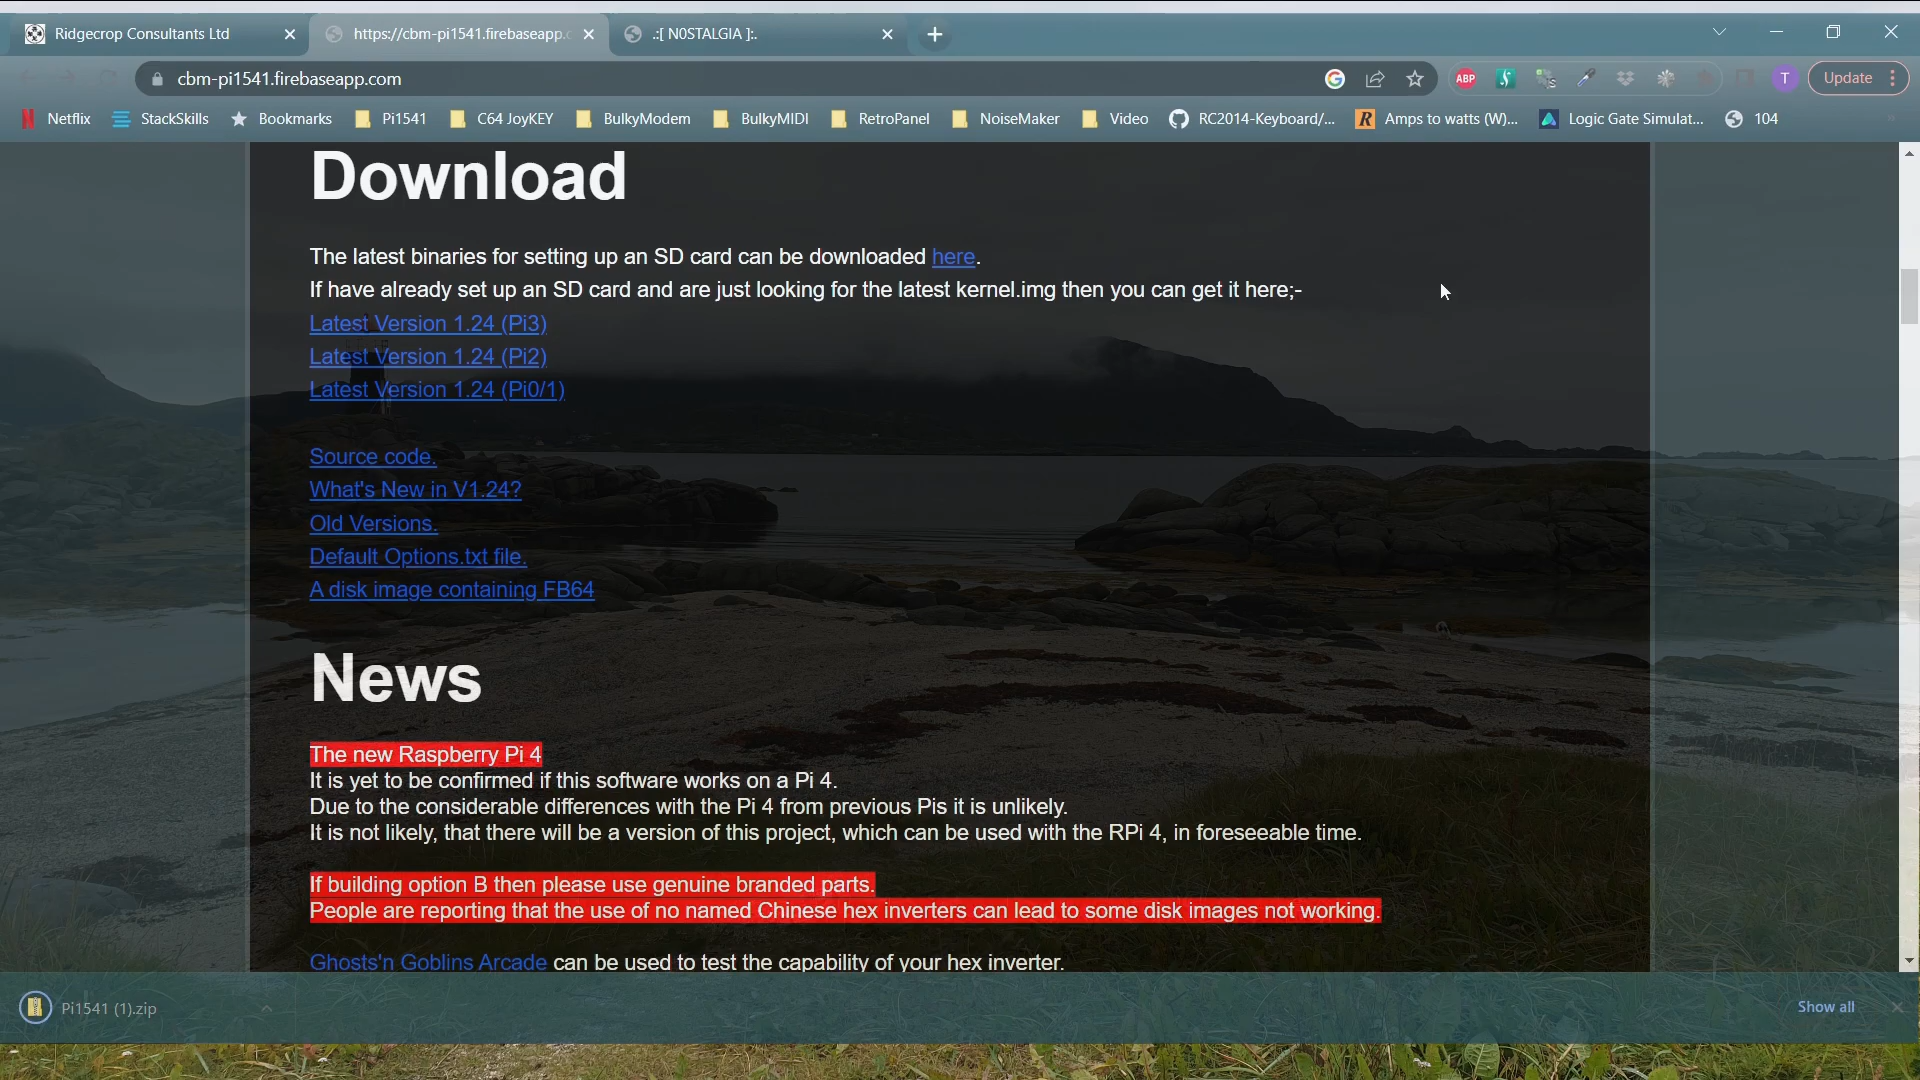 Ridgecrop Consultants Ltd
https://cbm-pi1541.firebaseapp.c
.:[ N0STALGIA ]:.
cbm-pi1541.firebaseapp.com
ABP
T
Update
Netflix
StackSkills
Bookmarks
Pi1541
C64 JoyKEY
BulkyModem
BulkyMIDI
RetroPanel
NoiseMaker
Video
RC2014-Keyboard/...
Amps to watts (W)...
Logic Gate Simulat...
104
Download
The latest binaries for setting up an SD card can be downloaded here.
If have already set up an SD card and are just looking for the latest kernel.img then you can get it here;-
Latest Version 1.24 (Pi3)
Latest Version 1.24 (Pi2)
Latest Version 1.24 (Pi0/1)
Source code.
What's New in V1.24?
Old Versions.
Default Options.txt file.
A disk image containing FB64
News
The new Raspberry Pi 4
It is yet to be confirmed if this software works on a Pi 4.
Due to the considerable differences with the Pi 4 from previous Pis it is unlikely.
It is not likely, that there will be a version of this project, which can be used with the RPi 4, in foreseeable time.
If building option B then please use genuine branded parts.
People are reporting that the use of no named Chinese hex inverters can lead to some disk images not working.
Ghosts'n Goblins Arcade can be used to test the capability of your hex inverter.
Pi1541 (1).zip
Show all